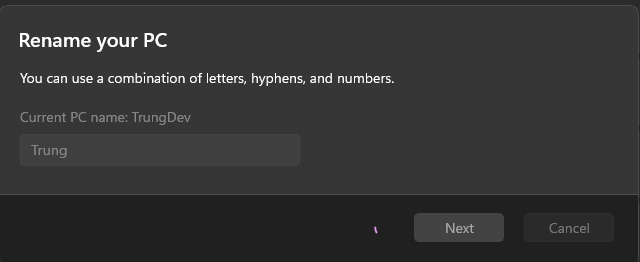 Rename your PC
You can use a combination of letters, hyphens, and numbers.
Current PC name: TrungDev
Trung
Next
Cancel